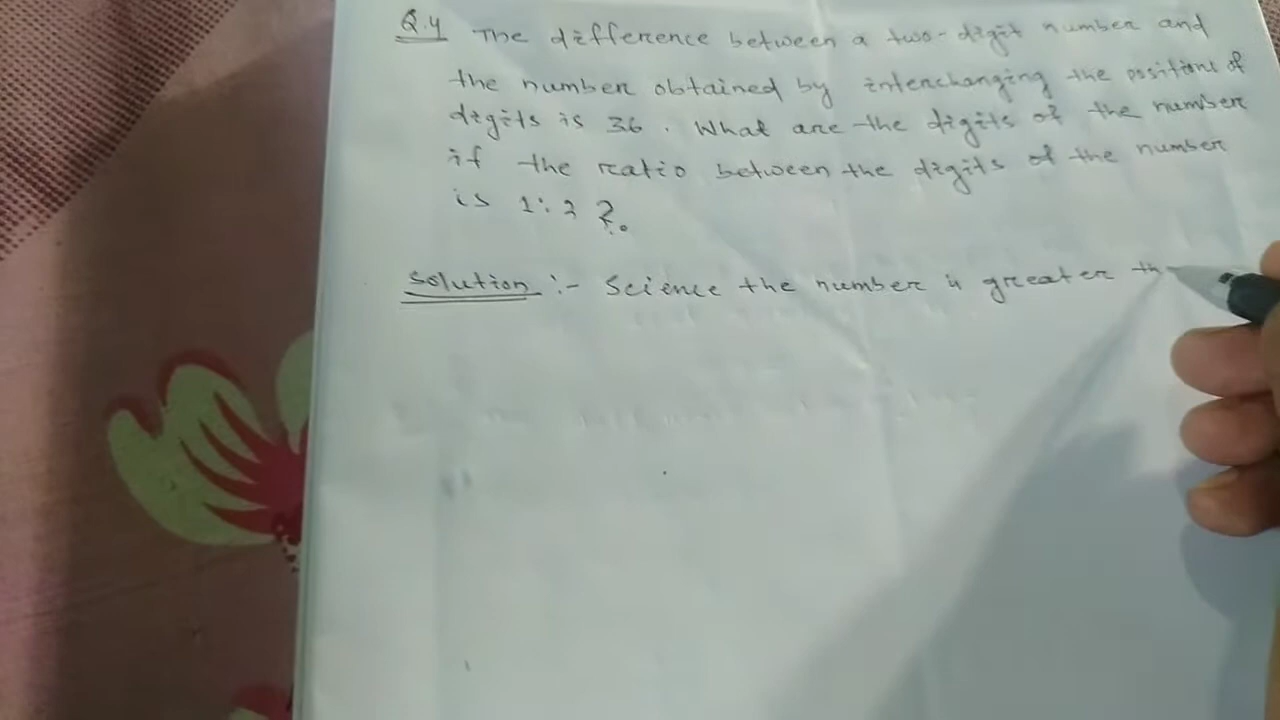 Q.4 The difference between a two-digit number and
the number obtained by interchanging the positions of
digits is 36. What are the digits of the number
if the ratio between the digits of the number
is 1:2 ?.
Solution :- Science the number is greater th